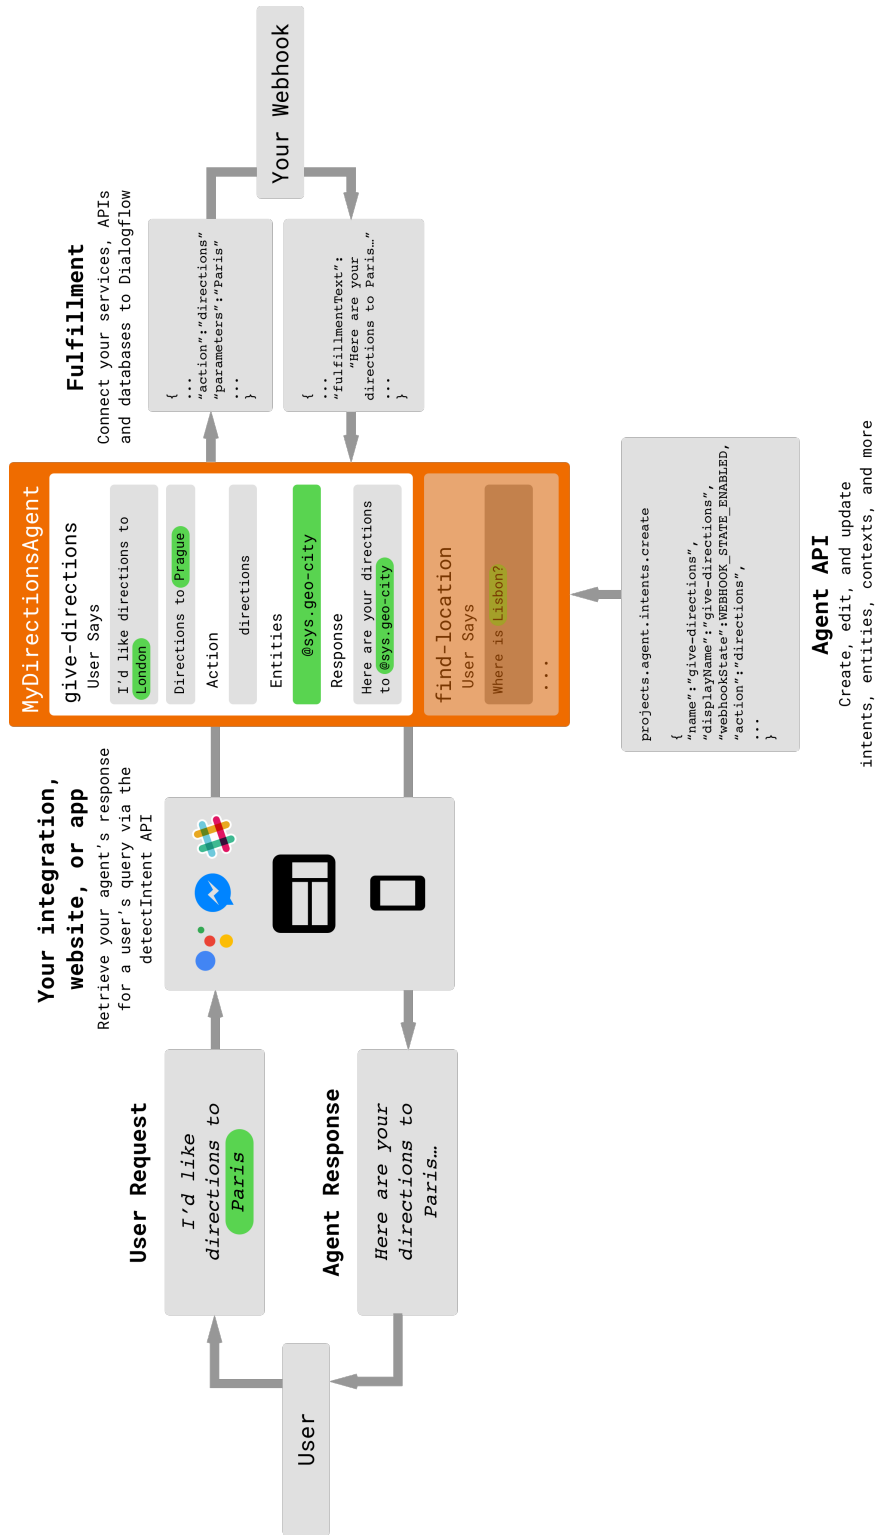 User
User Request
I'd like
directions to
Paris
Agent Response
Here are your
directions to
Paris…
Your integration,
website, or app
Retrieve your agent's response
for a user's query via the
detectIntent API
MyDirectionsAgent
give-directions
User Says
I'd like directions to
London
Directions to Prague
Action
directions
Entities
@sys.geo-city
Response
Here are your directions
to @sys.geo-city
find-location
User Says
Where is Lisbon?
...
Fulfillment
Connect your services, APIs
and databases to Dialogflow
{
...
“action”:“directions”
“parameters”:“Paris”
...
}
{
...
“fulfillmentText”:
“Here are your
directions to Paris…”
...
}
Your Webhook
projects.agent.intents.create
{
“name”:“give-directions”,
“displayName”:“give-directions”,
“webhookState”:WEBHOOK_STATE_ENABLED,
“action”:“directions”,
...
}
Agent API
Create, edit, and update
intents, entities, contexts, and more